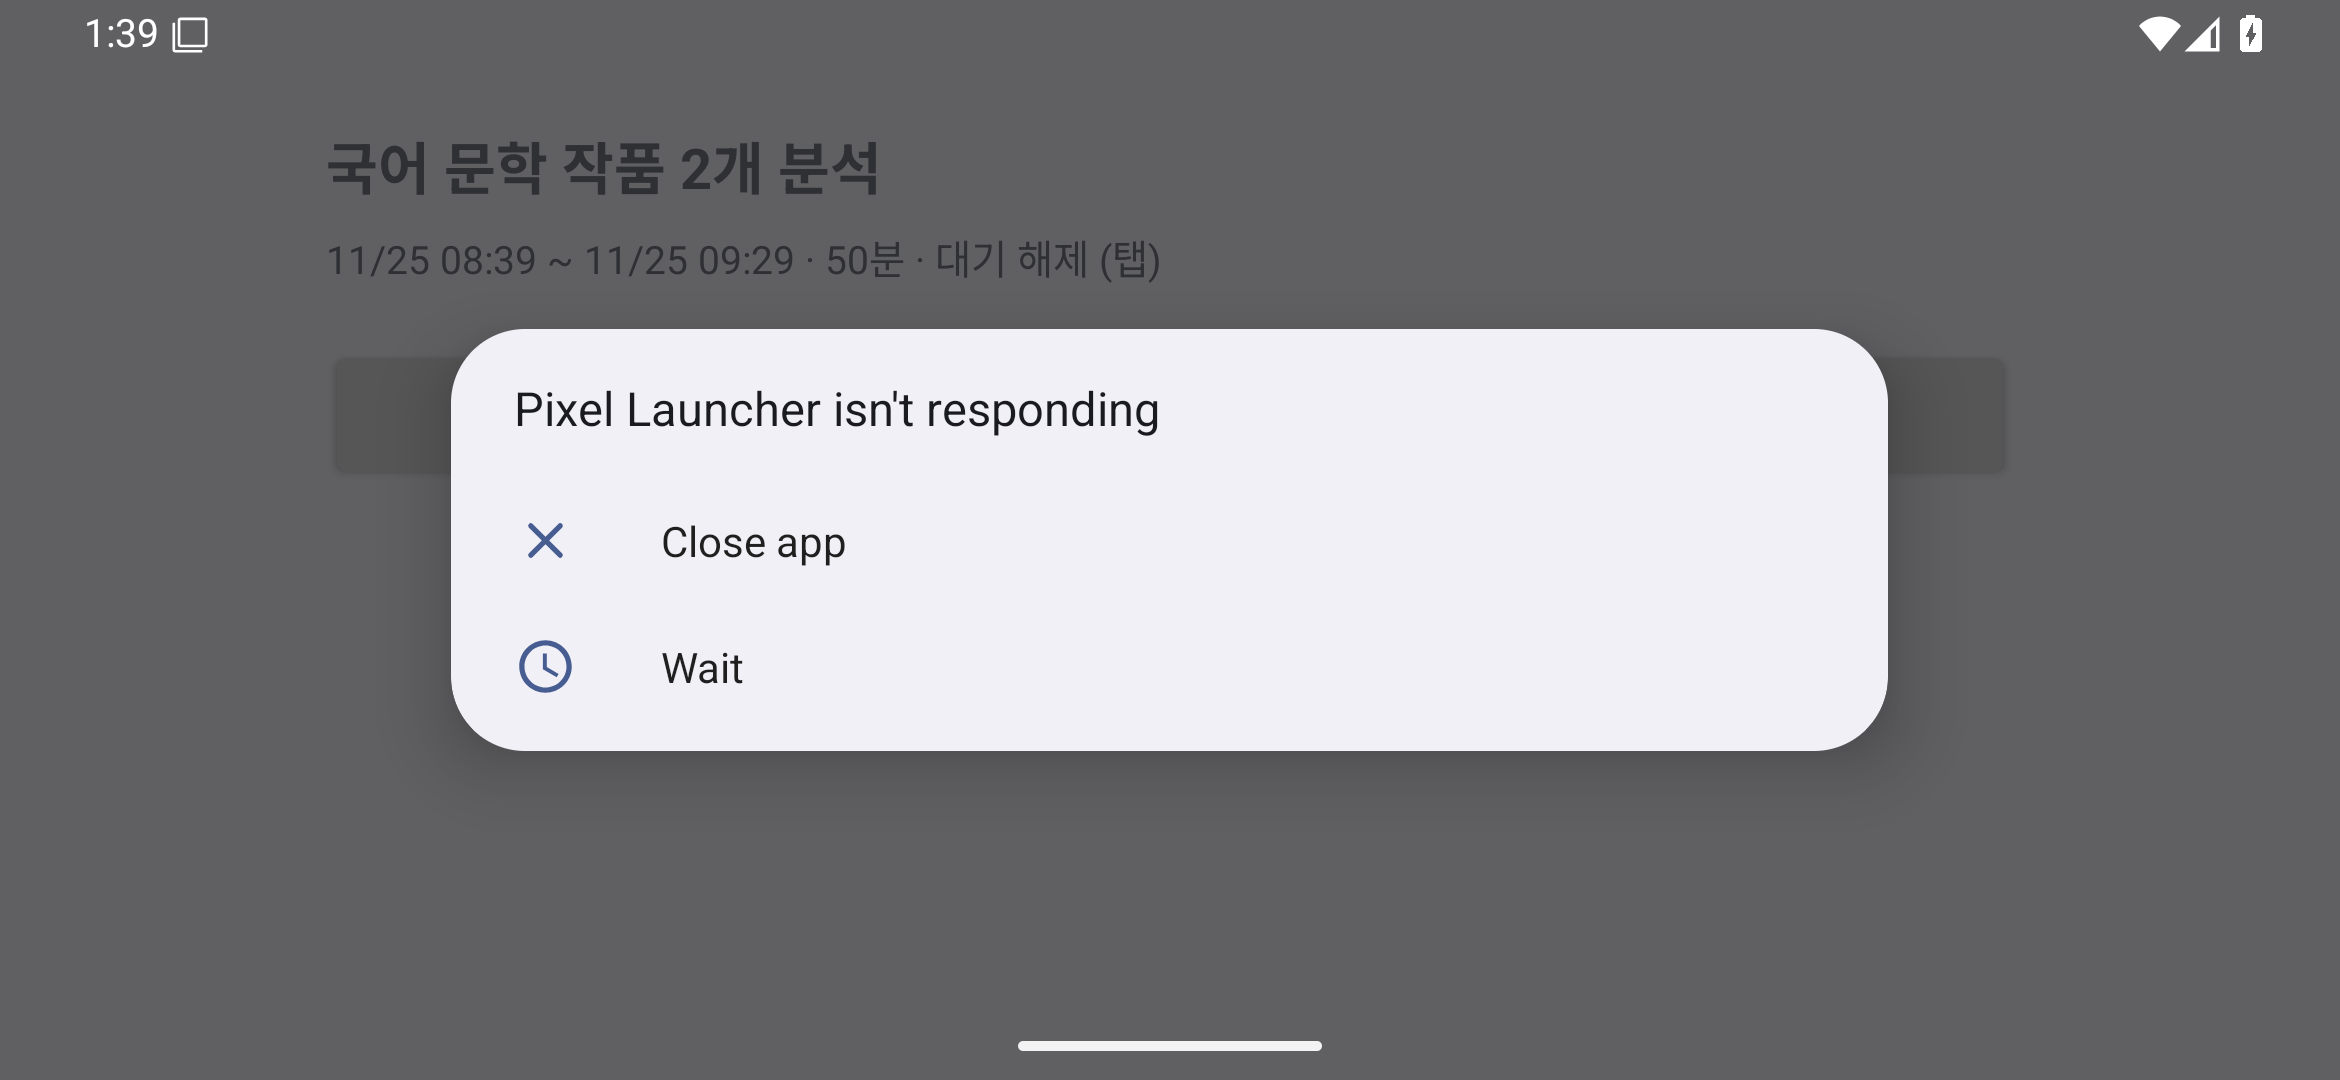 1:39
국어 문학 작품 2개 분석
11/25 08:39 ~ 11/25 09:29 · 50분 · 대기 해제 (탭)
Pixel Launcher isn't responding
Close app
Wait